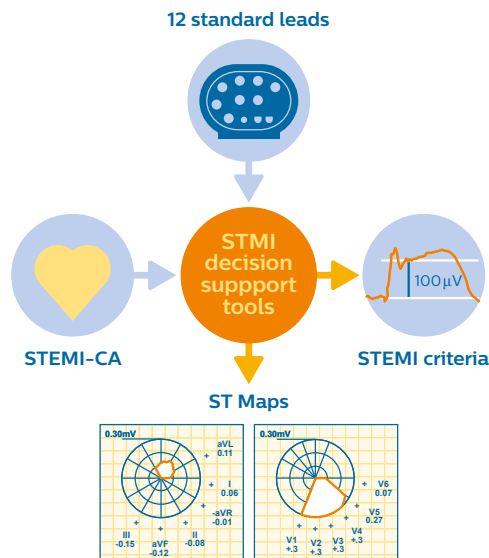 12 standard leads
STMI
decision
suppport
tools
100 µV
STEMI-CA
STEMI criteria
ST Maps
0.30mV
aVL
0.11
I
0.06
-aVR
-0.01
II
-0.08
aVF
-0.12
III
-0.15
0.30mV
V6
0.07
V5
0.27
V4
+.3
V3
+.3
V2
+.3
V1
+.3